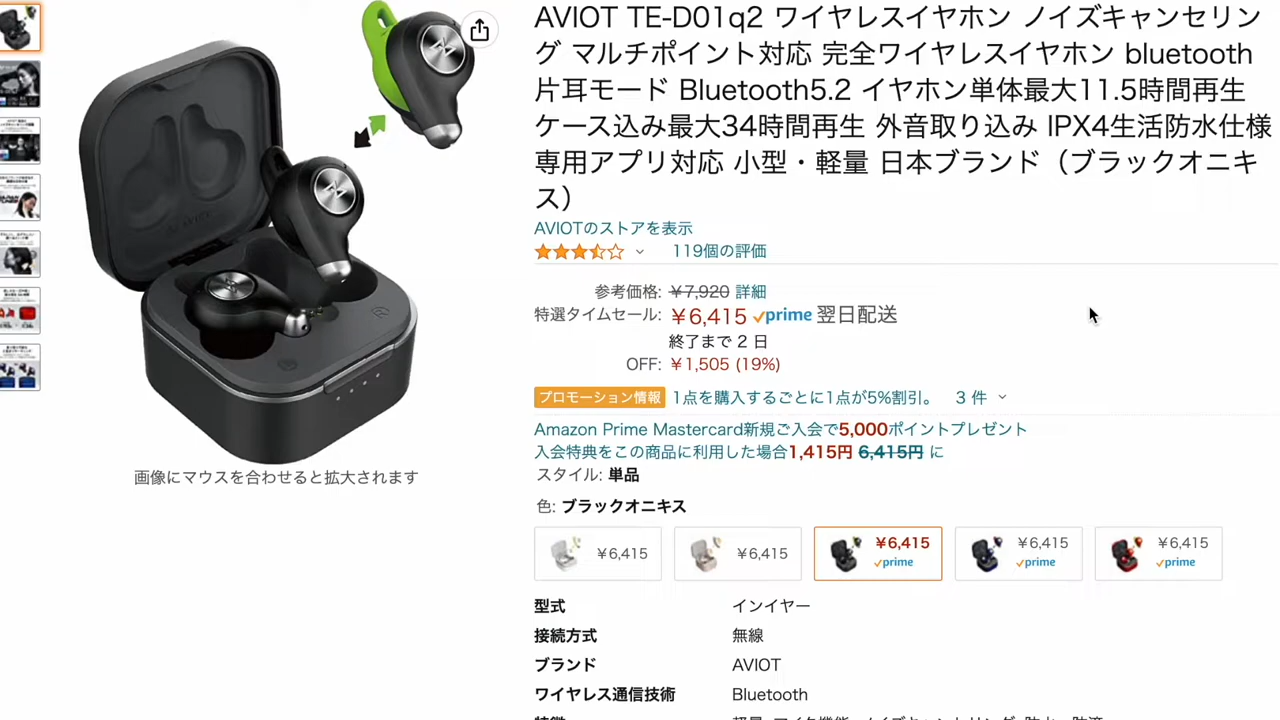 AVIOT TE-D01q2 ワイヤレスイヤホン ノイズキャンセリン
グ マルチポイント対応 完全ワイヤレスイヤホン bluetooth
片耳モード Bluetooth5.2 イヤホン単体最大11.5時間再生
ケース込み最大34時間再生 外音取り込み IPX4生活防水仕様
専用アプリ対応 小型・軽量 日本ブランド（ブラックオニキ
ス）
AVIOTのストアを表示
119個の評価
参考価格: ￥7,920 詳細
特選タイムセール: ￥6,415 prime 翌日配送
終了まで 2 日
OFF: ￥1,505 (19%)
プロモーション情報 1点を購入するごとに1点が5%割引。 3 件
Amazon Prime Mastercard新規ご入会で5,000ポイントプレゼント
入会特典をこの商品に利用した場合1,415円 6,415円 に
画像にマウスを合わせると拡大されます
スタイル: 単品
色: ブラックオニキス
￥6,415 ￥6,415 ￥6,415 ￥6,415 ￥6,415
prime prime prime
型式 インイヤー
接続方式 無線
ブランド AVIOT
ワイヤレス通信技術 Bluetooth